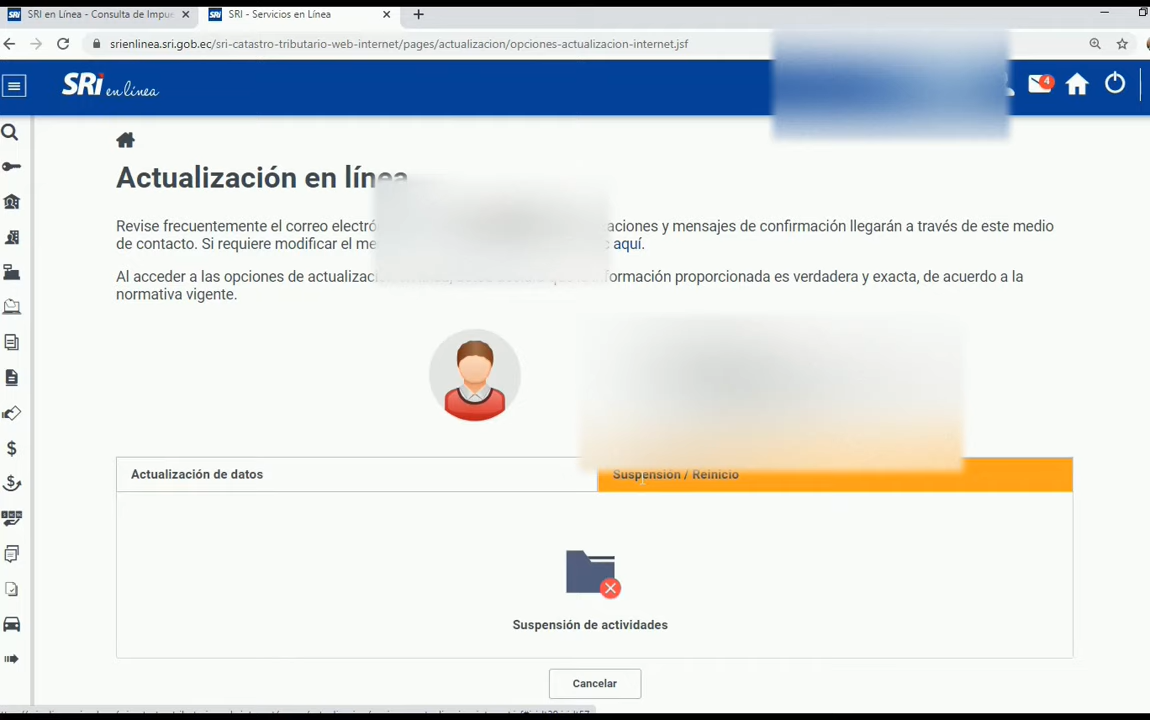 SRI en Línea - Consulta de Impu
SRI - Servicios en Línea
srienlinea.sri.gob.ec/sri-catastro-tributario-web-internet/pages/actualizacion/opciones-actualizacion-internet.jsf
SRi en línea
4
Actualización en línea
Revise frecuentemente el correo electró aciones y mensajes de confirmación llegarán a través de este medio
de contacto. Si requiere modificar el me aquí.
Al acceder a las opciones de actualizac formación proporcionada es verdadera y exacta, de acuerdo a la
normativa vigente.
Actualización de datos
Suspensión / Reinicio
Suspensión de actividades
Cancelar